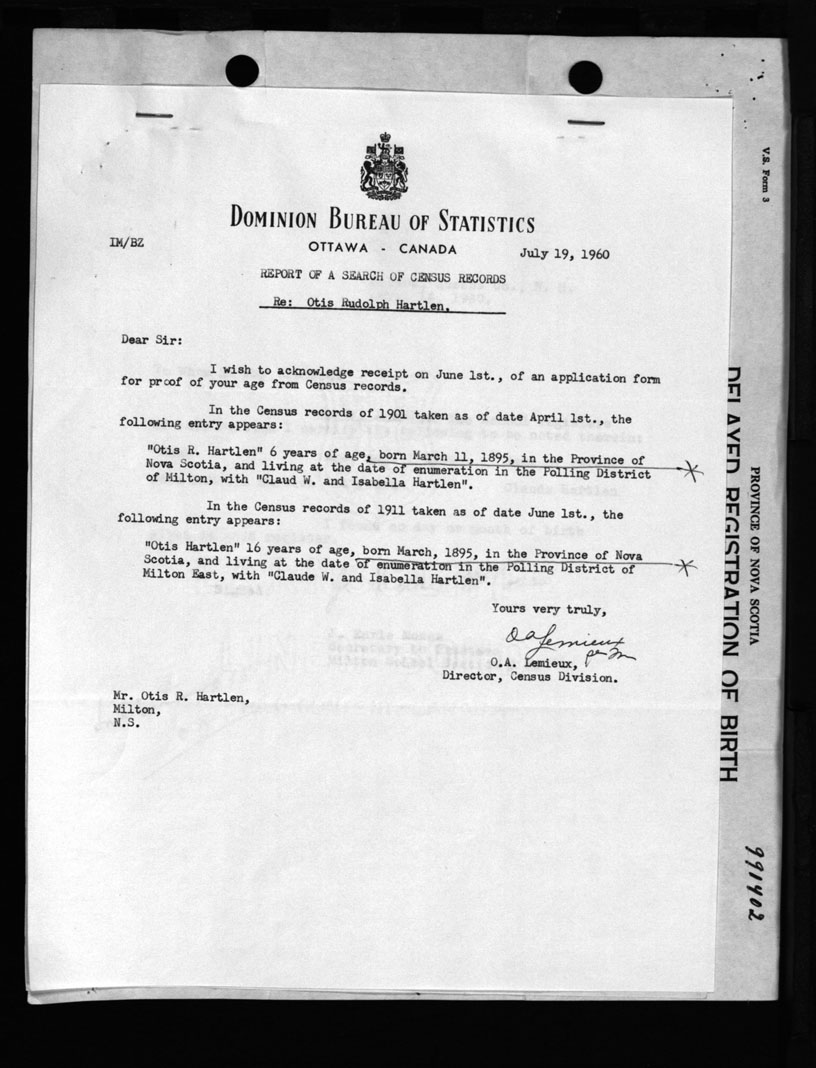 V.S. Form 3
DOMINION BUREAU OF STATISTICS
IM/BZ
OTTAWA - CANADA
July 19, 1960
REPORT OF A SEARCH OF CENSUS RECORDS
Re: Otis Rudolph Hartlen.
Dear Sir:
I wish to acknowledge receipt on June 1st., of an application form
for proof of your age from Census records.
In the Census records of 1901 taken as of date April 1st., the
following entry appears:
"Otis R. Hartlen" 6 years of age, born March 11, 1895, in the Province of
Nova Scotia, and living at the date of enumeration in the Polling District
of Milton, with "Claud W. and Isabella Hartlen".
In the Census records of 1911 taken as of date June 1st., the
following entry appears:
"Otis Hartlen" 16 years of age, born March, 1895, in the Province of Nova
Scotia, and living at the date of enumeration in the Polling District of
Milton East, with "Claude W. and Isabella Hartlen".
Yours very truly,
O A Lemieux
per M
O.A. Lemieux,
Director, Census Division.
Mr. Otis R. Hartlen,
Milton,
N.S.
PROVINCE OF NOVA SCOTIA
DELAYED REGISTRATION OF BIRTH
991402